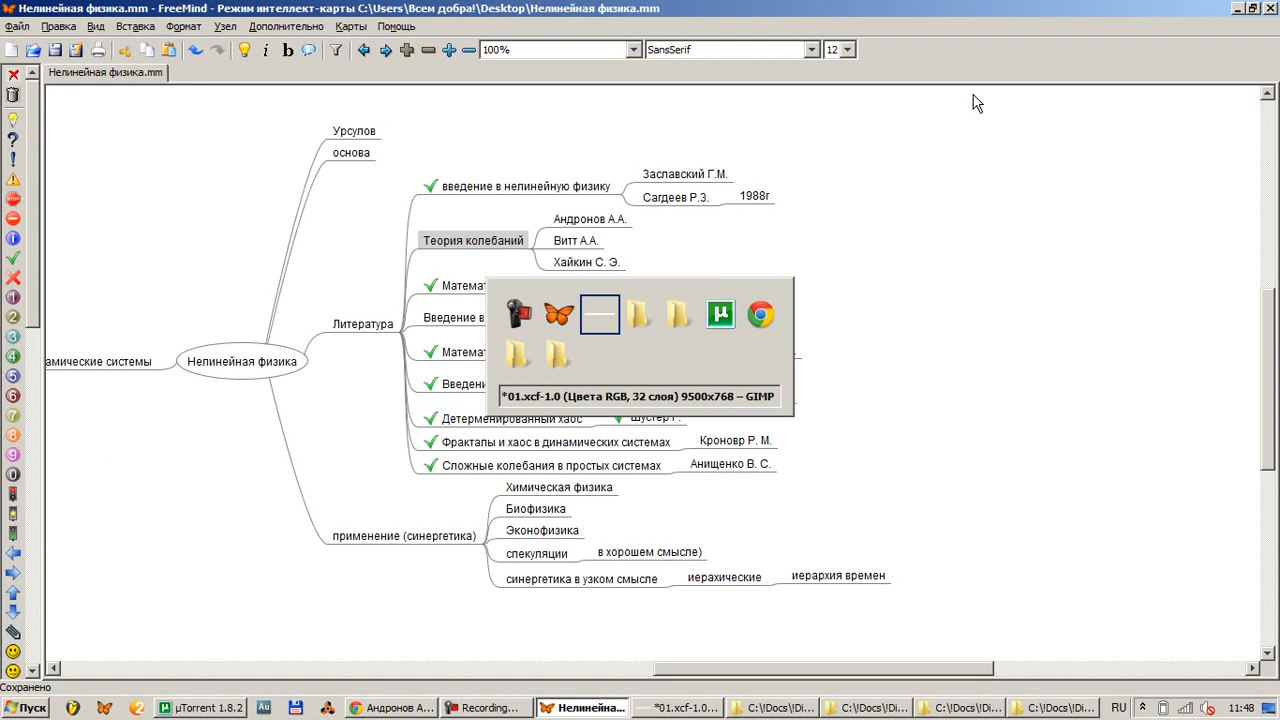 Нелинейная физика.mm - FreeMind - Режим интеллект-карты C:\Users\Всем добра!\Desktop\Нелинейная физика.mm
Файл Правка Вид Вставка Формат Узел Дополнительно Карты Помощь
100% SansSerif 12
Нелинейная физика.mm
Урсулов
основа
введение в нелинейную физику
Заславский Г.М.
Сагдеев Р.З. 1988г
Теория колебаний
Андронов А.А.
Витт А.А.
Хайкин С. Э.
Литература
Матема
Введение в
Матема
Введен
*01.xcf-1.0 (Цвета RGB, 32 слоя) 9500x768 – GIMP
Детерменированный хаос Шустер Г.
Фракталы и хаос в динамических системах Кроновр Р. М.
Сложные колебания в простых системах Анищенко В. С.
амические системы Нелинейная физика
применение (синергетика)
Химическая физика
Биофизика
Эконофизика
спекуляции в хорошем смысле)
синергетика в узком смысле иерахические иерархия времен
Сохранено
Пуск µTorrent 1.8.2 Андронов А... Recording... Нелинейна... *01.xcf-1.0... C:\Docs\Di... C:\Docs\Di... C:\Docs\Di... C:\Docs\Di... RU 11:48